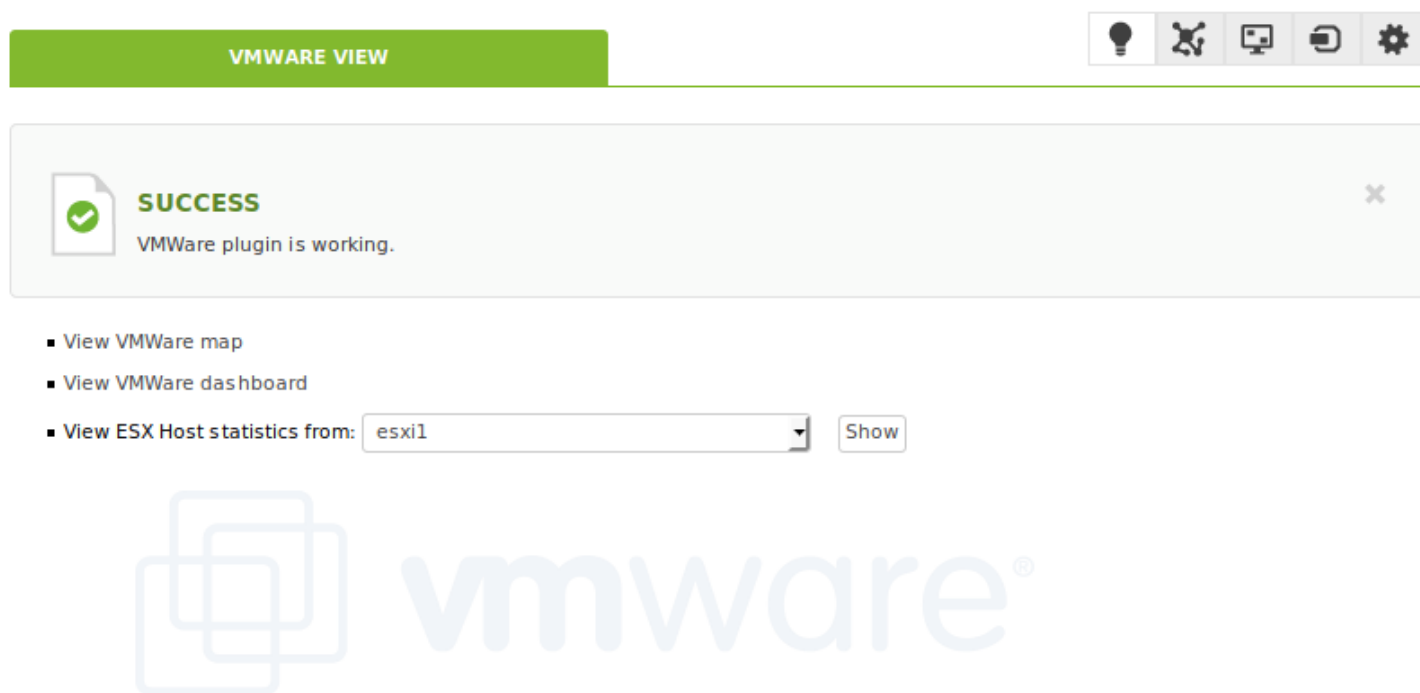 VMWARE VIEW
SUCCESS
VMWare plugin is working.
View VMWare map
View VMWare dashboard
View ESX Host statistics from: esxi1 Show
vmware®